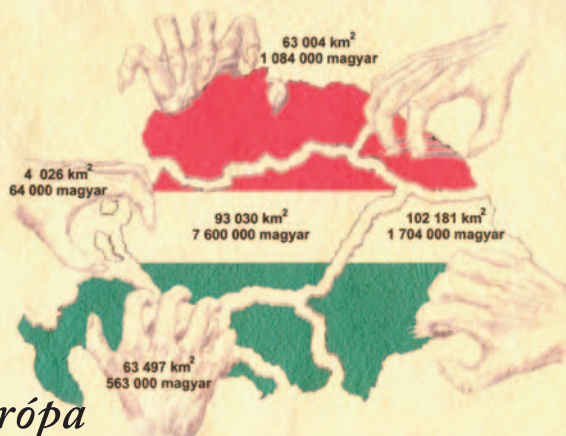 63 004 km²
1 084 000 magyar
4 026 km²
64 000 magyar
93 030 km²
7 600 000 magyar
102 181 km²
1 704 000 magyar
63 497 km²
563 000 magyar
rópa